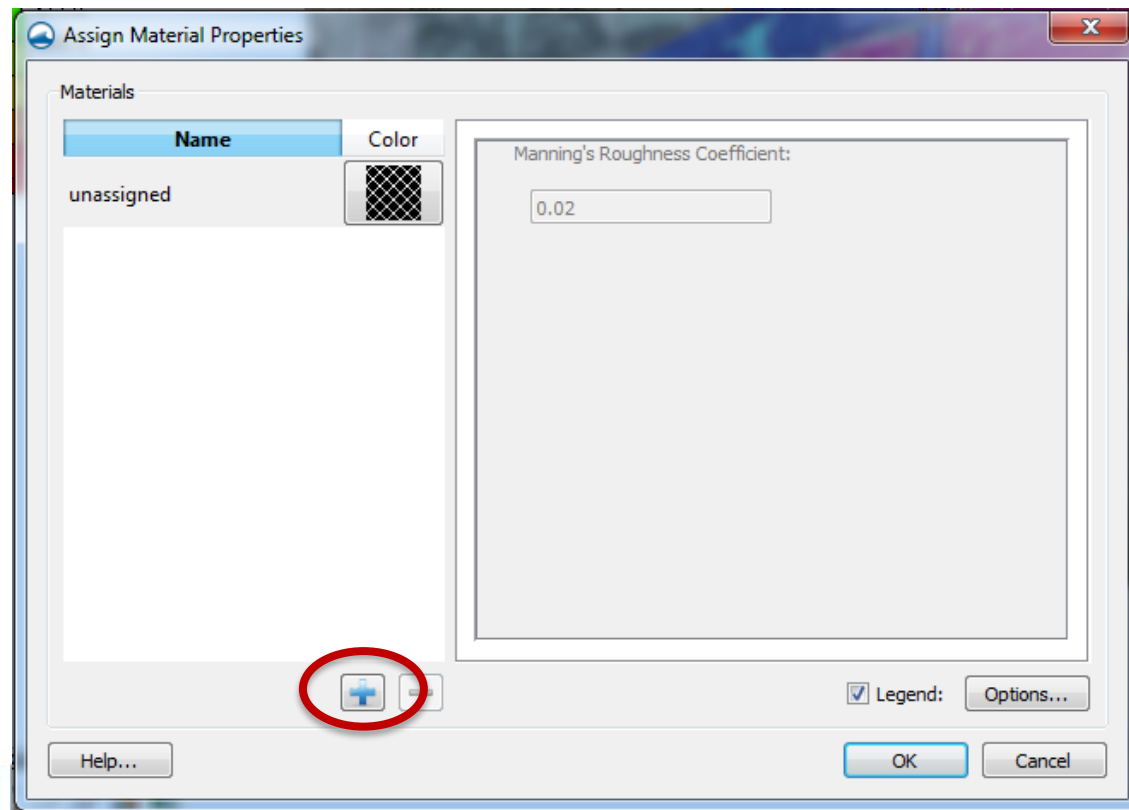 Assign Material Properties
Materials
Name Color
unassigned
Manning's Roughness Coefficient:
0.02
Legend: Options...
Help... OK Cancel